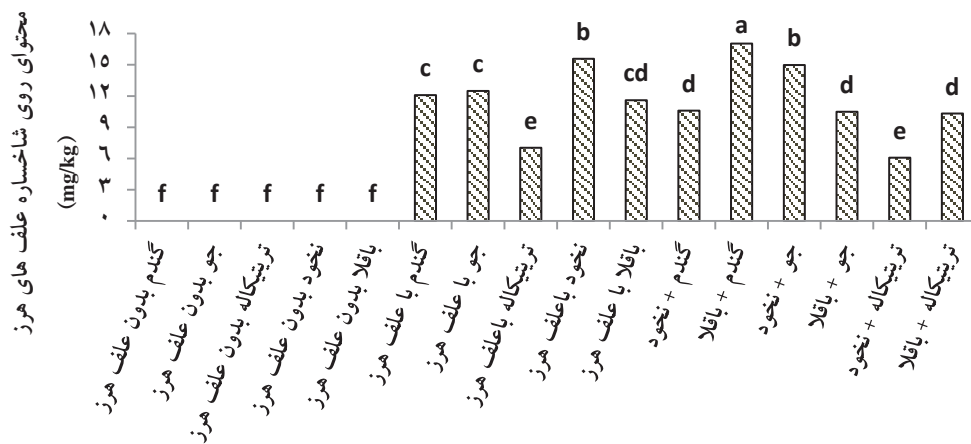 محتوای روی شاخساره علف های هرز
(mg/kg)
۱۸
۱۵
۱۲
۹
۶
۳
۰
f
f
f
f
f
c
c
e
b
cd
d
a
b
d
e
d
گندم بدون علف هرز
جو بدون علف هرز
تریتیکاله بدون علف هرز
نخود بدون علف هرز
باقلا بدون علف هرز
گندم با علف هرز
جو با علف هرز
تریتیکاله باعلف هرز
نخود باعلف هرز
باقلا با علف هرز
گندم + نخود
گندم + باقلا
جو + نخود
جو + باقلا
تریتیکاله + نخود
تریتیکاله + باقلا